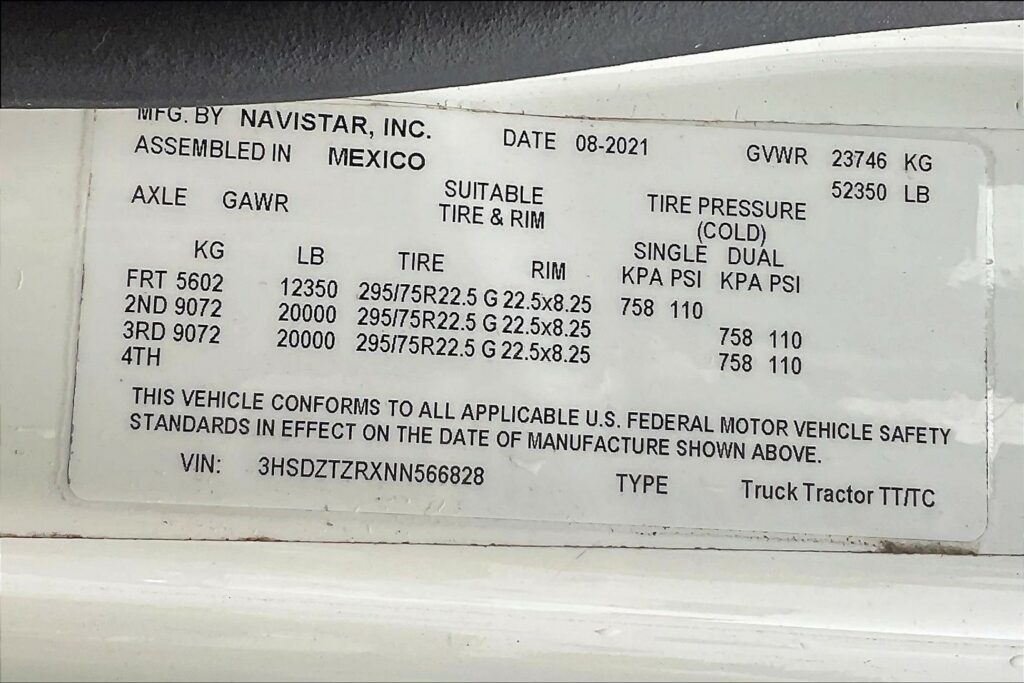 MFG. BY NAVISTAR, INC. DATE 08-2021 GVWR 23746 KG
ASSEMBLED IN MEXICO 52350 LB
AXLE GAWR SUITABLE TIRE PRESSURE
TIRE & RIM (COLD)
SINGLE DUAL
KG LB TIRE RIM KPA PSI KPA PSI
FRT 5602 12350 295/75R22.5 G 22.5x8.25 758 110
2ND 9072 20000 295/75R22.5 G 22.5x8.25 758 110
3RD 9072 20000 295/75R22.5 G 22.5x8.25 758 110
4TH
THIS VEHICLE CONFORMS TO ALL APPLICABLE U.S. FEDERAL MOTOR VEHICLE SAFETY
STANDARDS IN EFFECT ON THE DATE OF MANUFACTURE SHOWN ABOVE.
VIN: 3HSDZTZRXNN566828 TYPE Truck Tractor TT/TC